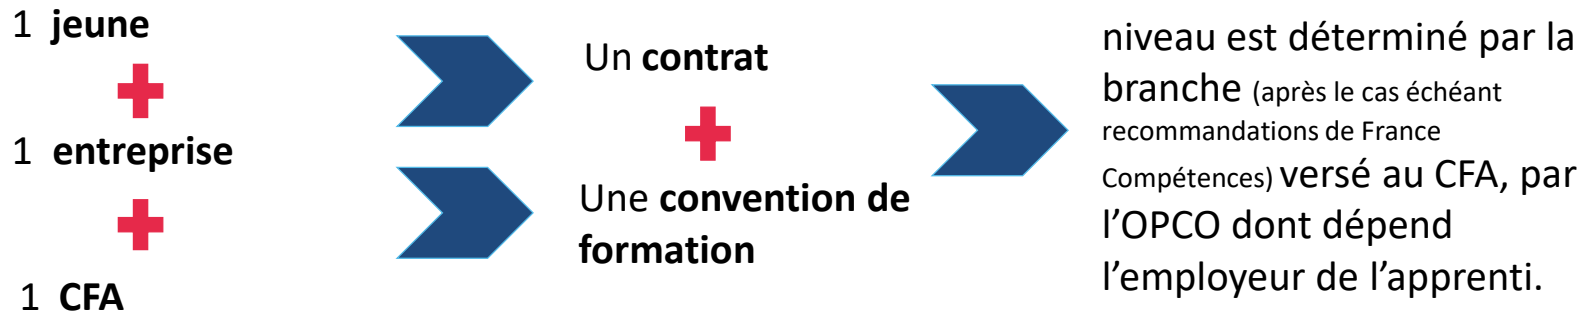 1 jeune
1 entreprise
1 CFA
Un contrat
Une convention de
formation
niveau est déterminé par la
branche (après le cas échéant
recommandations de France
Compétences) versé au CFA, par
l’OPCO dont dépend
l’employeur de l’apprenti.